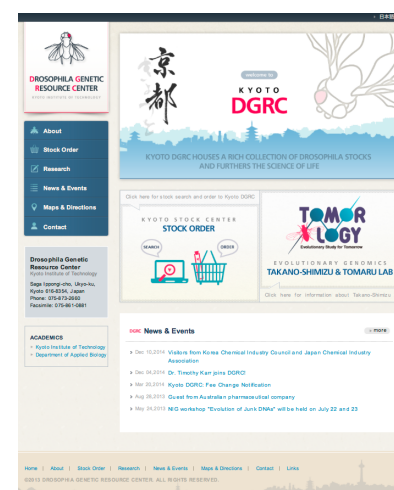 日本語
DROSOPHILA GENETIC
RESOURCE CENTER
KYOTO INSTITUTE OF TECHNOLOGY
About
Stock Order
Research
News & Events
Maps & Directions
Contact
Drosophila Genetic
Resource Center
Kyoto Institute of Technology
Saga Ippongi-cho, Ukyo-ku,
Kyoto 616-8354, Japan
Phone: 075-873-2660
Facsimile: 075-861-0881
ACADEMICS
Kyoto Institute of Technology
Department of Applied Biology
京都
welcome to
KYOTO
DGRC
KYOTO DGRC HOUSES A RICH COLLECTION OF DROSOPHILA STOCKS
AND FURTHERS THE SCIENCE OF LIFE
Click here for stock search and order to Kyoto DGRC
KYOTO STOCK CENTER
STOCK ORDER
SEARCH
ORDER
TOMOR
LOGY
Evolutionary Study for Tomorrow
EVOLUTIONARY GENOMICS
TAKANO-SHIMIZU & TOMARU LAB
Click here for information about Takano-Shimizu
DGRC News & Events
more
Dec 10,2014 Visitors from Korea Chemical Industry Council and Japan Chemical Industry
Association
Dec 04,2014 Dr. Timothy Karr joins DGRC!
Mar 20,2014 Kyoto DGRC: Fee Change Notification
Aug 26,2013 Guest from Australian pharmaceutical company
May 24,2013 NIG workshop "Evolution of Junk DNAs" will be held on July 22 and 23
Home | About | Stock Order | Research | News & Events | Maps & Directions | Contact | Links
©2013 DROSOPHILA GENETIC RESOURCE CENTER. ALL RIGHTS RESERVED.